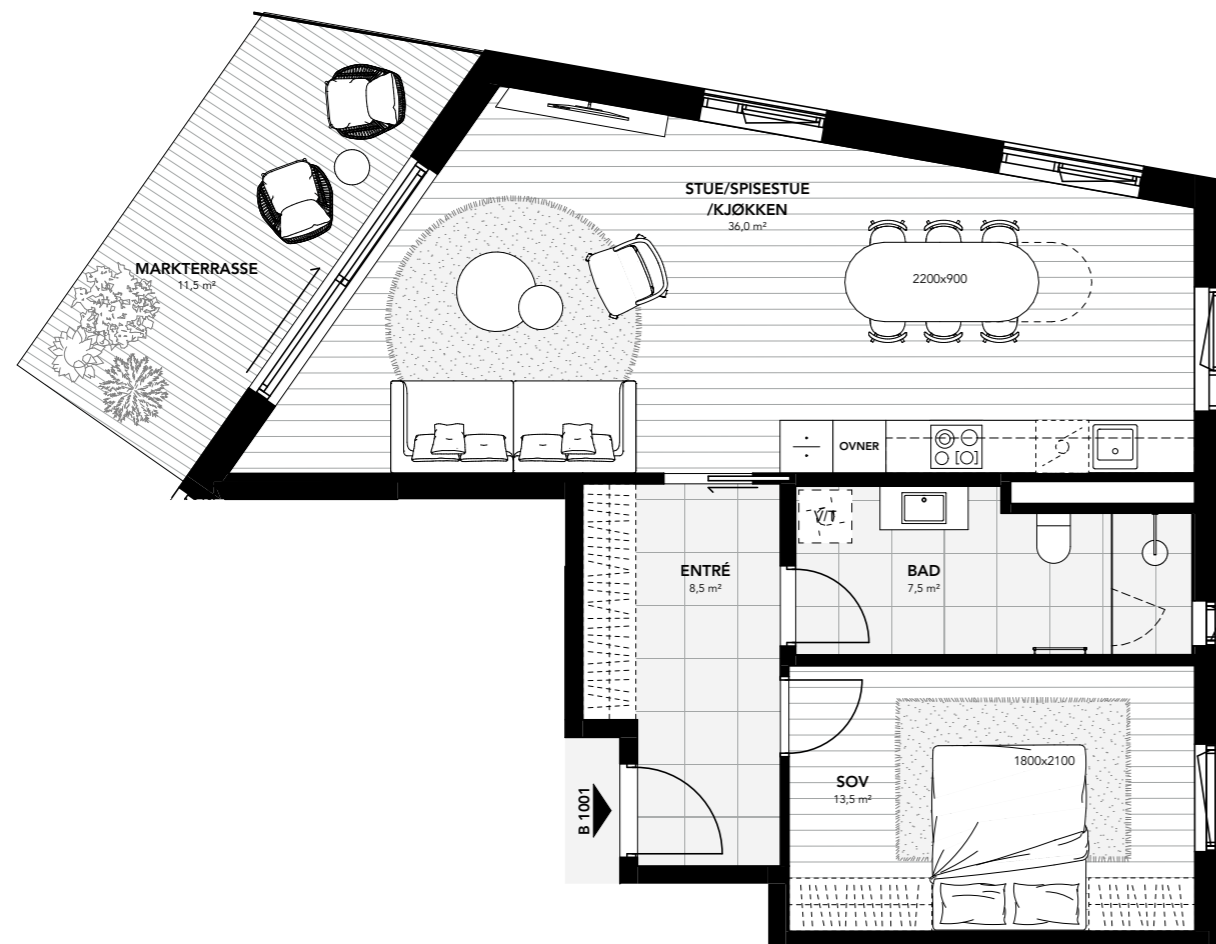 STUE/SPISESTUE
/KJØKKEN
36,0 m²
MARKTERRASSE
11,5 m²
2200x900
OVNER
V/T
ENTRÉ
8,5 m²
BAD
7,5 m²
SOV
13,5 m²
1800x2100
B 1001